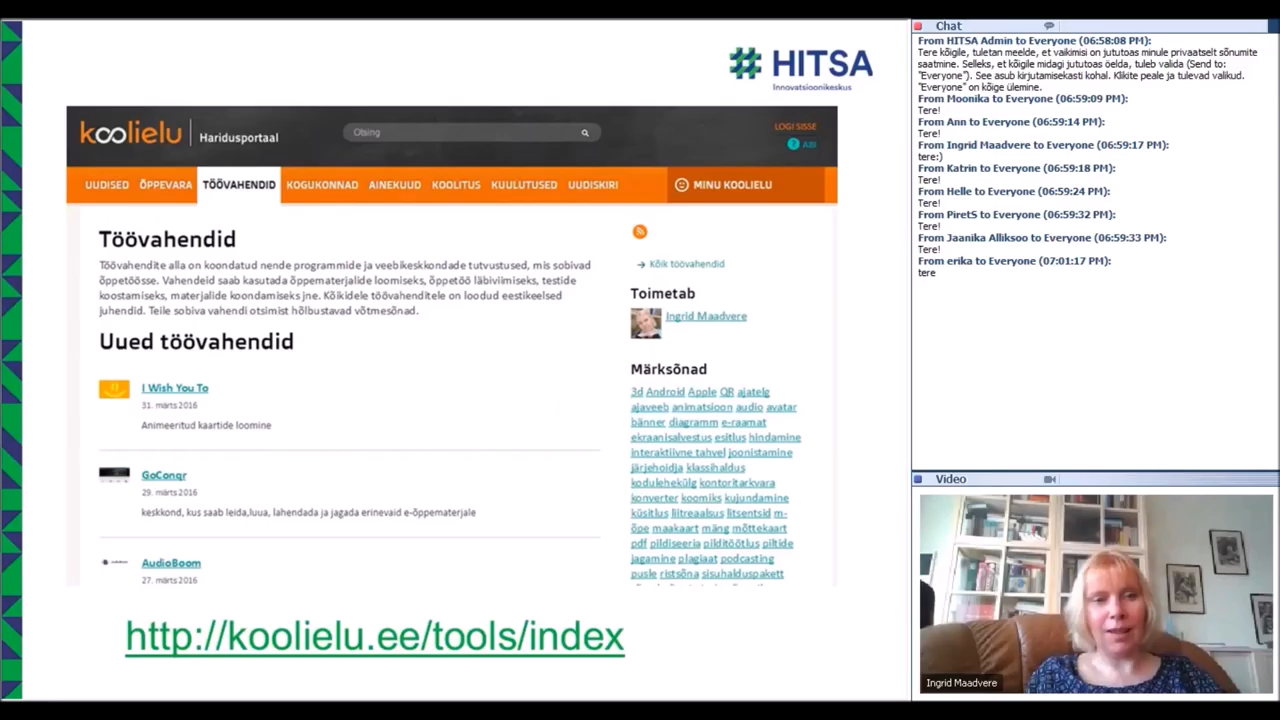 HITSA
Innovatsioonikeskus
koolielu Haridusportaal
Otsing
LOGI SISSE
? ABI
UUDISED ÕPPEVARA TÖÖVAHENDID KOGUKONNAD AINEKUUD KOOLITUS KUULUTUSED UUDISKIRI MINU KOOLIELU
Töövahendid
Töövahendite alla on koondatud nende programmide ja veebikeskkondade tutvustused, mis sobivad
õppetöösse. Vahendeid saab kasutada õppematerjalide loomiseks, õppetöö läbiviimiseks, testide
koostamiseks, materjalide koondamiseks jne. Kõikidele töövahenditele on loodud eestikeelsed
juhendid. Teile sobiva vahendi otsimist hõlbustavad võtmesõnad.
Uued töövahendid
I Wish You To
31. märts 2016
Animeeritud kaartide loomine
GoConqr
29. märts 2016
keskkond, kus saab leida,luua, lahendada ja jagada erinevaid e-õppematerjale
AudioBoom
27. märts 2016
Kõik töövahendid
Toimetab
Ingrid Maadvere
Märksõnad
3d Android Apple QR ajatelg
ajaveeb animatsioon audio avatar
bänner diagramm e-raamat
ekraanisalvestus esitlus hindamine
interaktiivne tahvel joonistamine
järjehoidja klassihaldus
kodulehekülg kontoritarkvara
konverter koomiks kujundamine
küsitlus liitreaalsus litsentsid m-
õpe maakaart mäng mõttekaart
pdf pildiseeria pilditöötlus piltide
jagamine plagiaat podcasting
pusle ristsõna sisuhalduspakett
http://koolielu.ee/tools/index
Chat
From HITSA Admin to Everyone (06:58:08 PM):
Tere kõigile, tuletan meelde, et vaikimisi on jututoas minule privaatselt sõnumite
saatmine. Selleks, et kõigile midagi jututoas öelda, tuleb valida (Send to:
"Everyone"). See asub kirjutamisekasti kohal. Klikite peale ja tulevad valikud.
"Everyone" on kõige ülemine.
From Moonika to Everyone (06:59:09 PM):
Tere!
From Ann to Everyone (06:59:14 PM):
Tere!
From Ingrid Maadvere to Everyone (06:59:17 PM):
tere:)
From Katrin to Everyone (06:59:18 PM):
Tere!
From Helle to Everyone (06:59:24 PM):
Tere!
From PiretS to Everyone (06:59:32 PM):
Tere!
From Jaanika Alliksoo to Everyone (06:59:33 PM):
Tere!
From erika to Everyone (07:01:17 PM):
tere
Video
Ingrid Maadvere